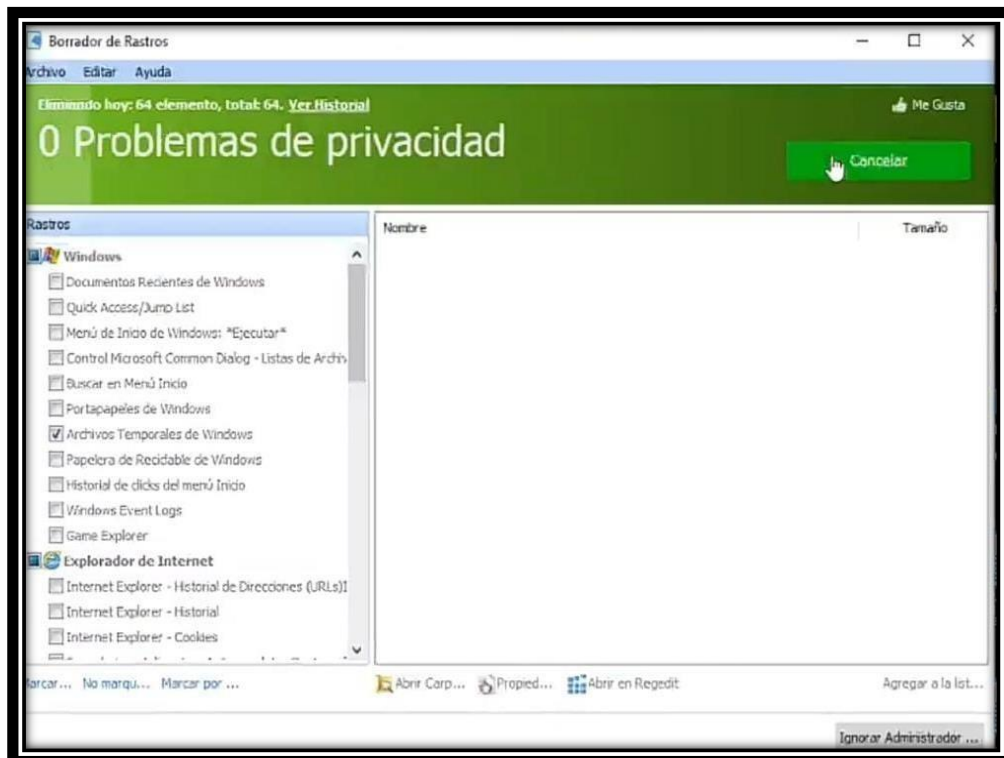 Borrador de Rastros
Archivo Editar Ayuda
Eliminado hoy: 64 elemento, total: 64. Ver Historial
Me Gusta
0 Problemas de privacidad
Cancelar
Rastros
Nombre Tamaño
Windows
Documentos Recientes de Windows
Quick Access/Jump List
Menú de Inicio de Windows: *Ejecutar*
Control Microsoft Common Dialog - Listas de Archiv
Buscar en Menú Inicio
Portapapeles de Windows
Archivos Temporales de Windows
Papelera de Reciclable de Windows
Historial de clicks del menú Inicio
Windows Event Logs
Game Explorer
Explorador de Internet
Internet Explorer - Historial de Direcciones (URLs)I
Internet Explorer - Historial
Internet Explorer - Cookies
Marcar... No marqu... Marcar por ... Abrir Carp... Propied... Abrir en Regedit Agregar a la list...
Ignorar Administrador ...